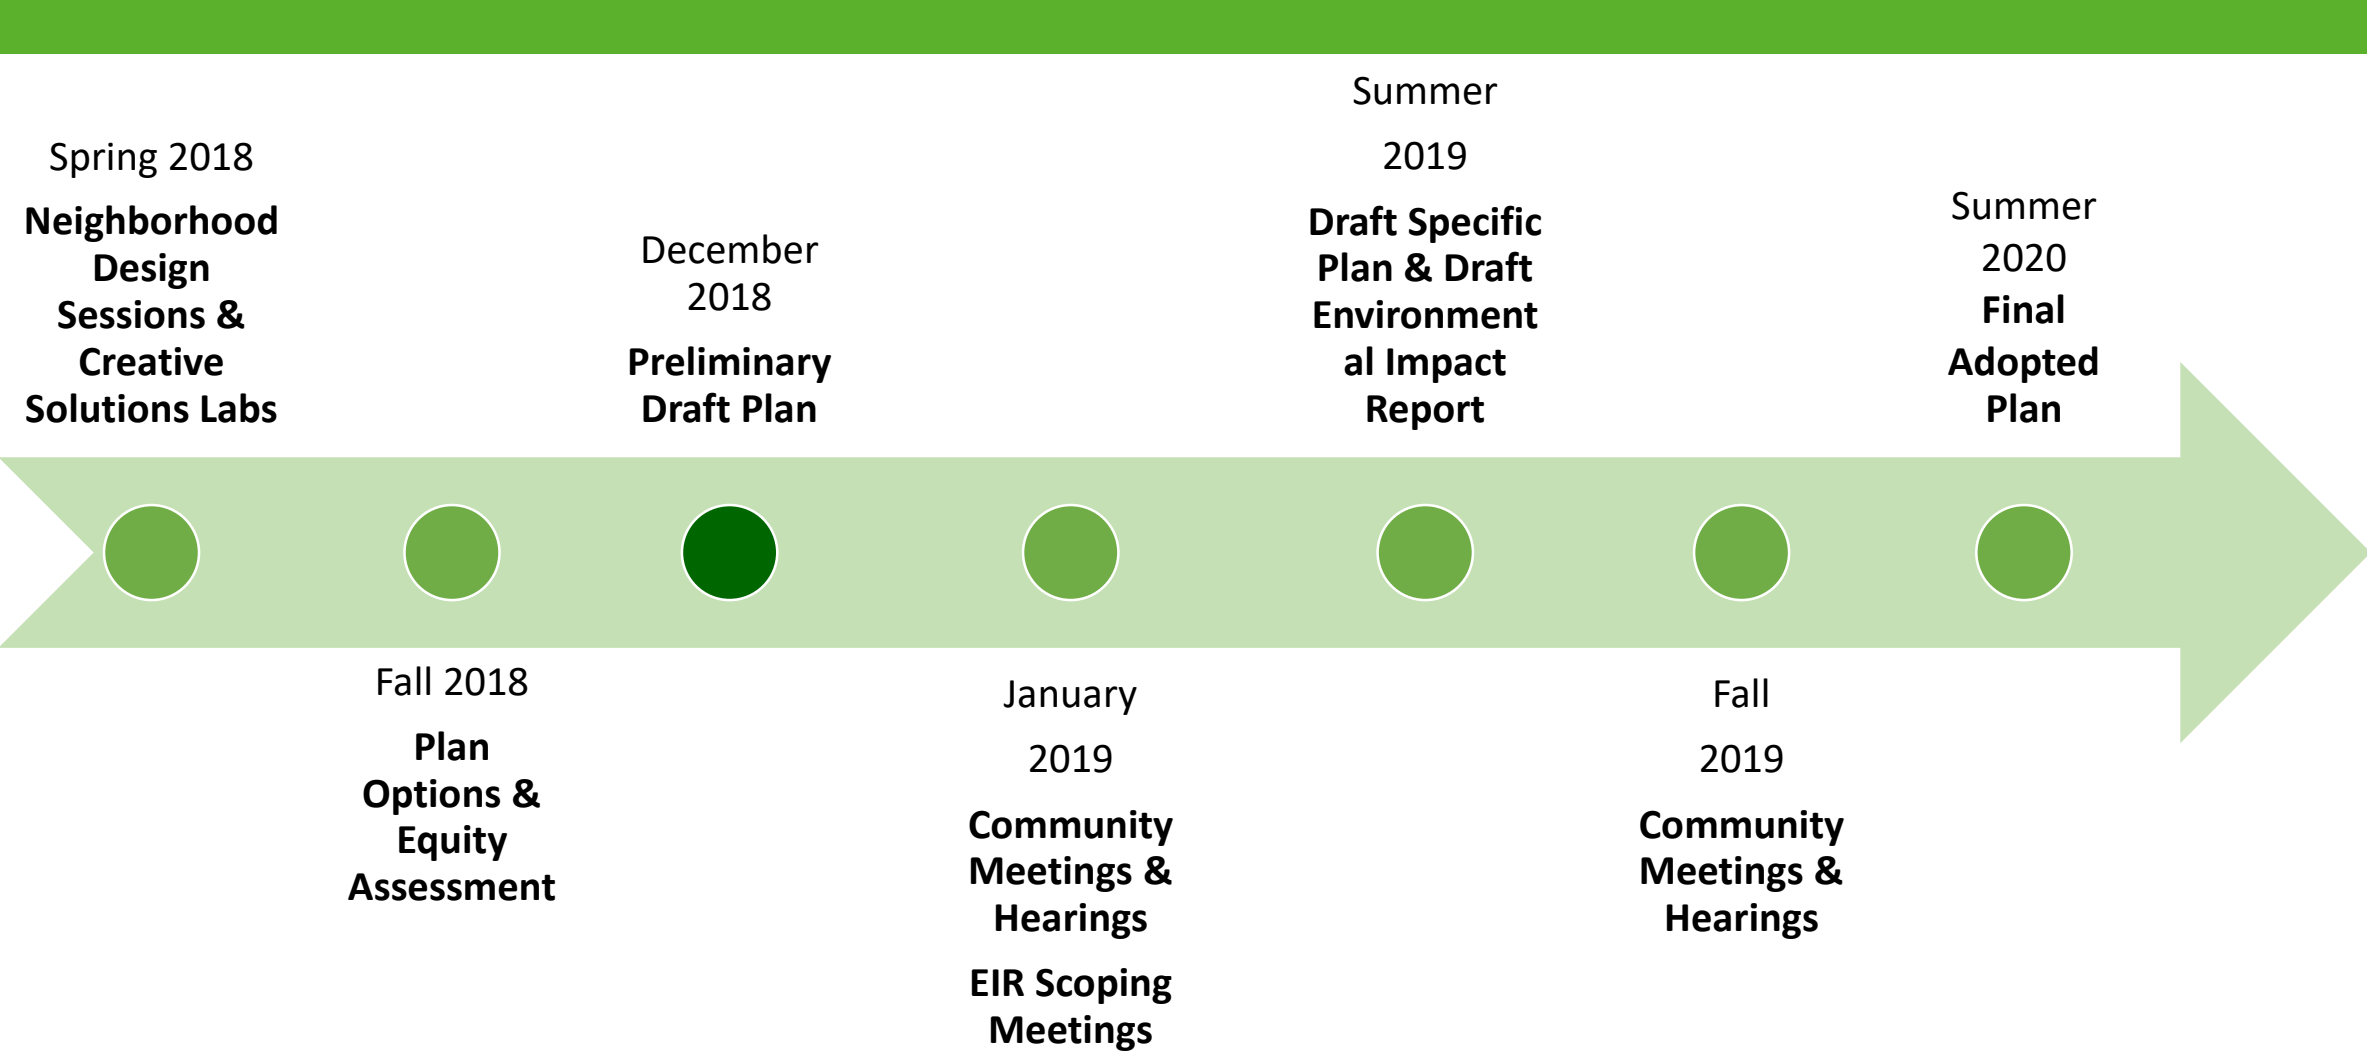 Spring 2018
Neighborhood
Design
Sessions &
Creative
Solutions Labs
Fall 2018
Plan
Options &
Equity
Assessment
December
2018
Preliminary
Draft Plan
January
2019
Community
Meetings &
Hearings
EIR Scoping
Meetings
Summer
2019
Draft Specific
Plan & Draft
Environment
al Impact
Report
Fall
2019
Community
Meetings &
Hearings
Summer
2020
Final
Adopted
Plan